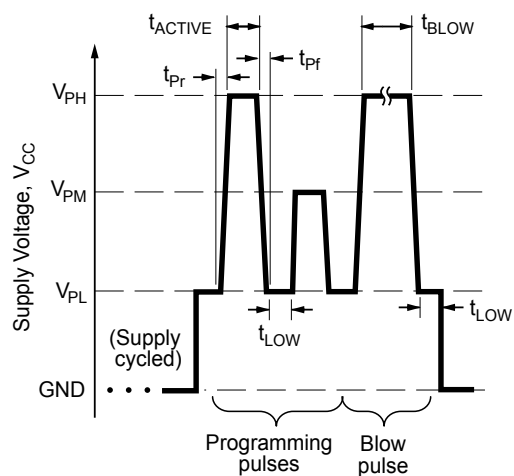 tACTIVE
tBLOW
tPr
tPf
VPH
VPM
VPL
GND
Supply Voltage, VCC
(Supply
cycled)
• • •
tLOW
tLOW
Programming
pulses
Blow
pulse